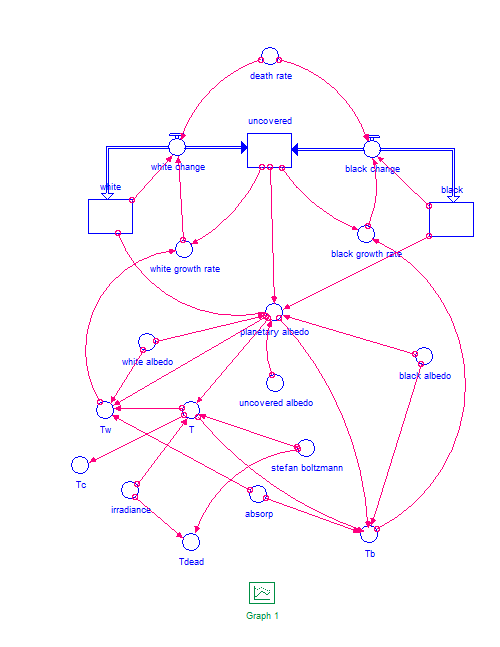 death rate
uncovered
white change
black change
white
black
white growth rate
black growth rate
planetary albedo
white albedo
black albedo
uncovered albedo
Tw
T
stefan boltzmann
Tc
irradiance
absorp
Tdead
Tb
Graph 1